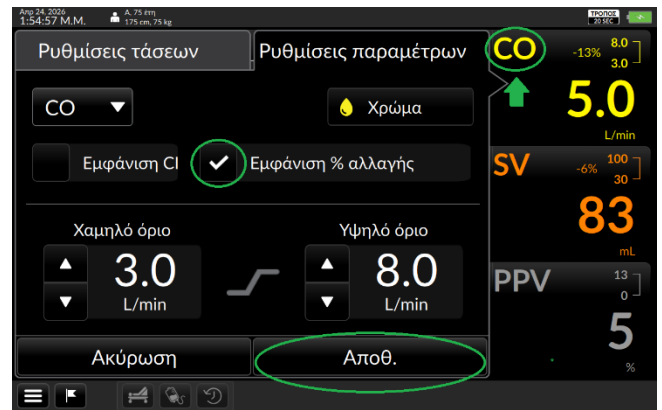 Απρ 24, 2026
1:54:57 Μ.Μ.
Α, 75 έτη
175 cm, 75 kg
ΤΡΟΠΟΣ
20 SEC
Ρυθμίσεις τάσεων
Ρυθμίσεις παραμέτρων
CO
Χρώμα
Εμφάνιση CI
Εμφάνιση % αλλαγής
Χαμηλό όριο
Υψηλό όριο
3.0
L/min
8.0
L/min
Ακύρωση
Αποθ.
CO
-13%
8.0
3.0
5.0
L/min
SV
-6%
100
30
83
mL
PPV
13
0
5
%